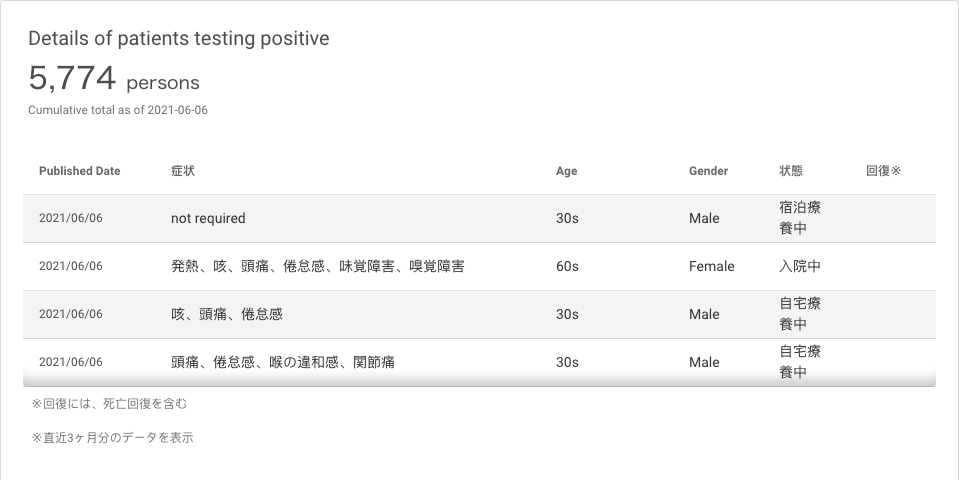 Details of patients testing positive
5,774 persons
Cumulative total as of 2021-06-06
Published Date 症状 Age Gender 状態 回復※
2021/06/06 not required 30s Male 宿泊療
養中
2021/06/06 発熱、咳、頭痛、倦怠感、味覚障害、嗅覚障害 60s Female 入院中
2021/06/06 咳、頭痛、倦怠感 30s Male 自宅療
養中
2021/06/06 頭痛、倦怠感、喉の違和感、関節痛 30s Male 自宅療
養中
※回復には、死亡回復を含む
※直近3ヶ月分のデータを表示